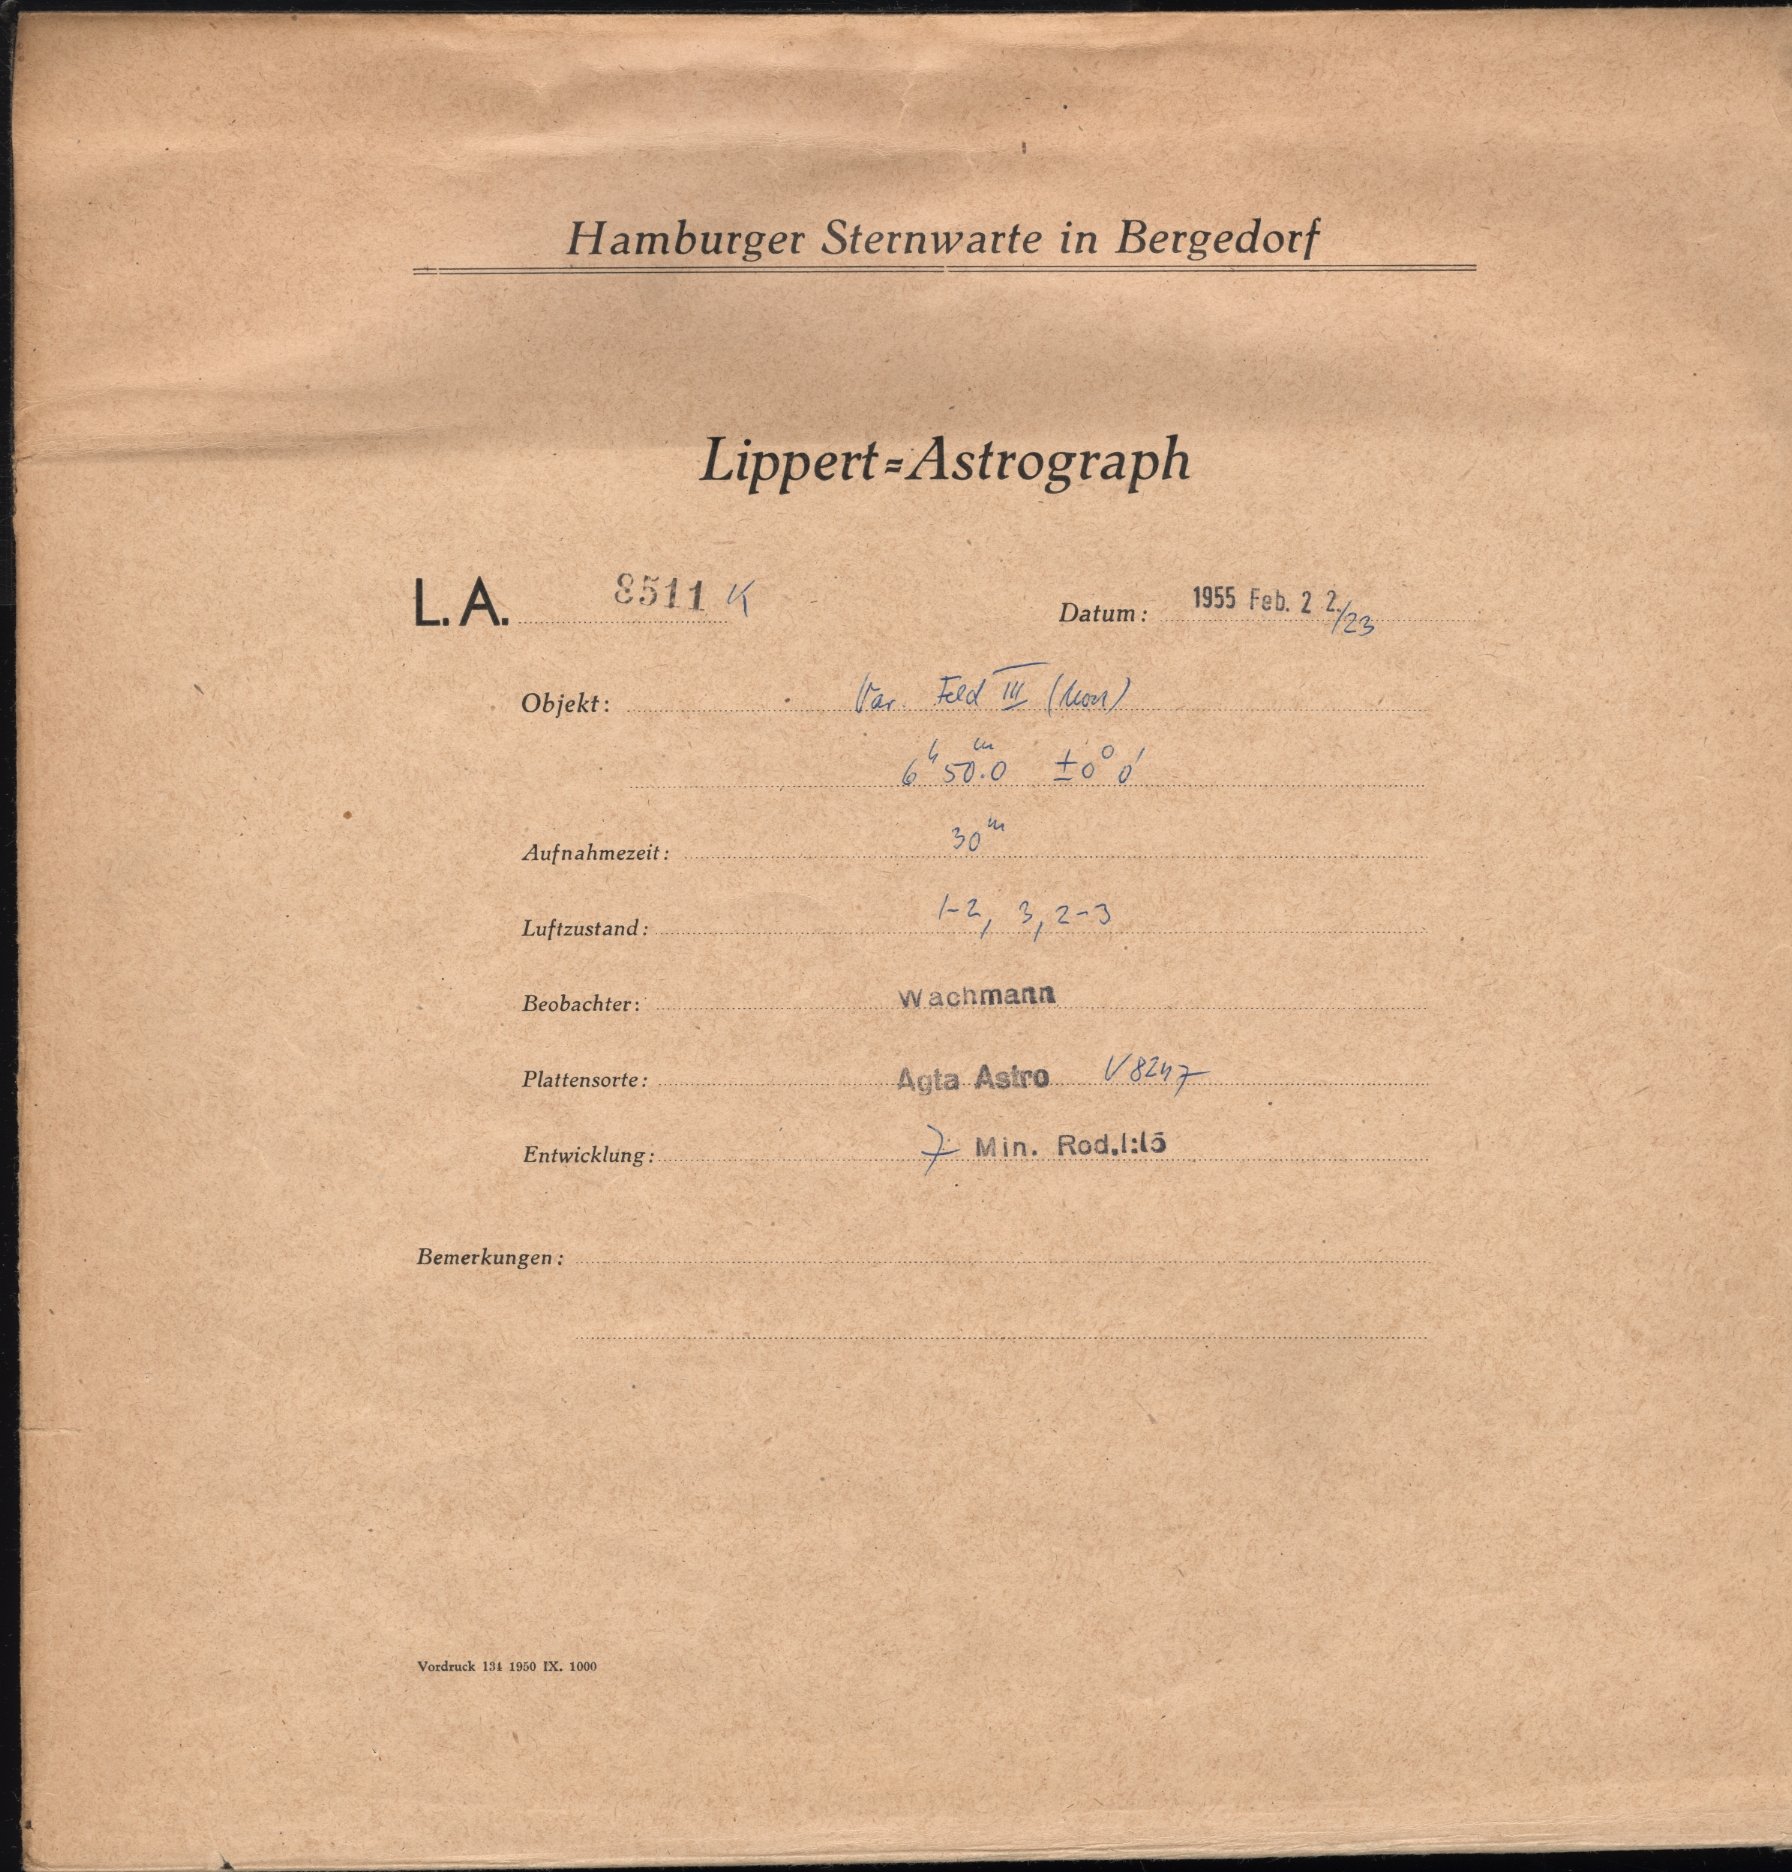 Hamburger Sternwarte in Bergedorf
Lippert=Astrograph
L. A. 8511 K Datum: 1955 Feb. 22./23
Objekt: Var. Feld III (Mon)
6ʰ 50.0ᵐ ±0° 0'
Aufnahmezeit: 30ᵐ
Luftzustand: 1-2, 3, 2-3
Beobachter: Wachmann
Plattensorte: Agfa Astro V8247
Entwicklung: 7 Min. Rod. 1:15
Bemerkungen:
Vordruck 134 1950 IX. 1000